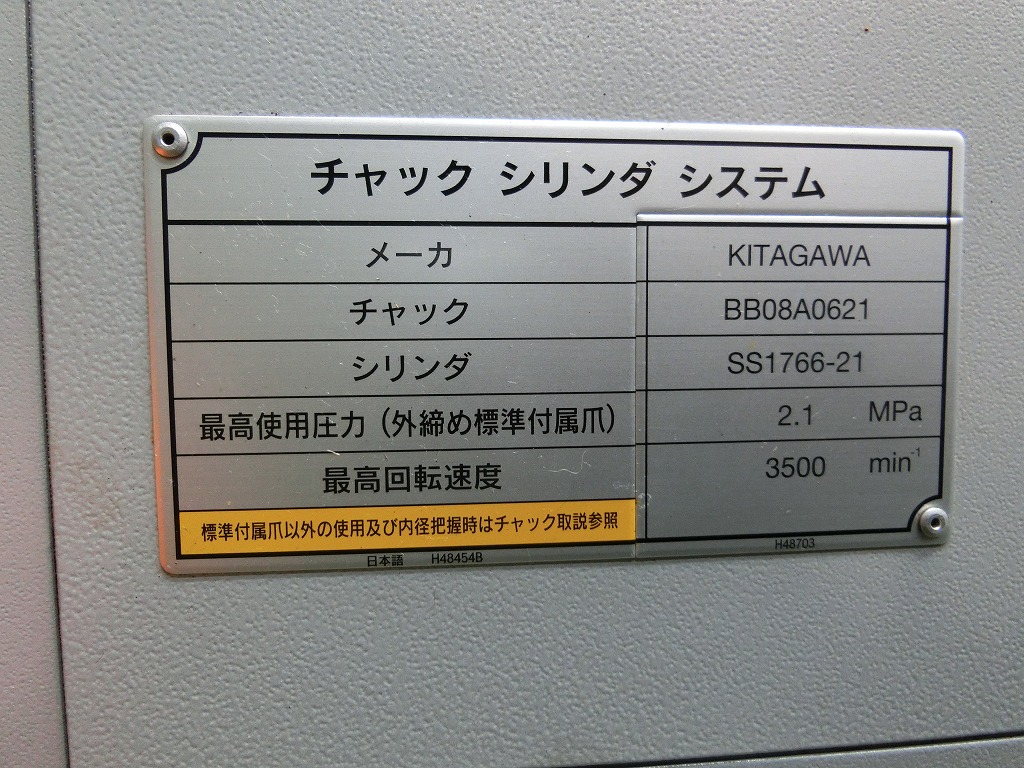 チャック シリンダ システム
メーカ KITAGAWA
チャック BB08A0621
シリンダ SS1766-21
最高使用圧力（外締め標準付属爪） 2.1 MPa
最高回転速度 3500 min⁻¹
標準付属爪以外の使用及び内径把握時はチャック取説参照
日本語 H48454B H48703